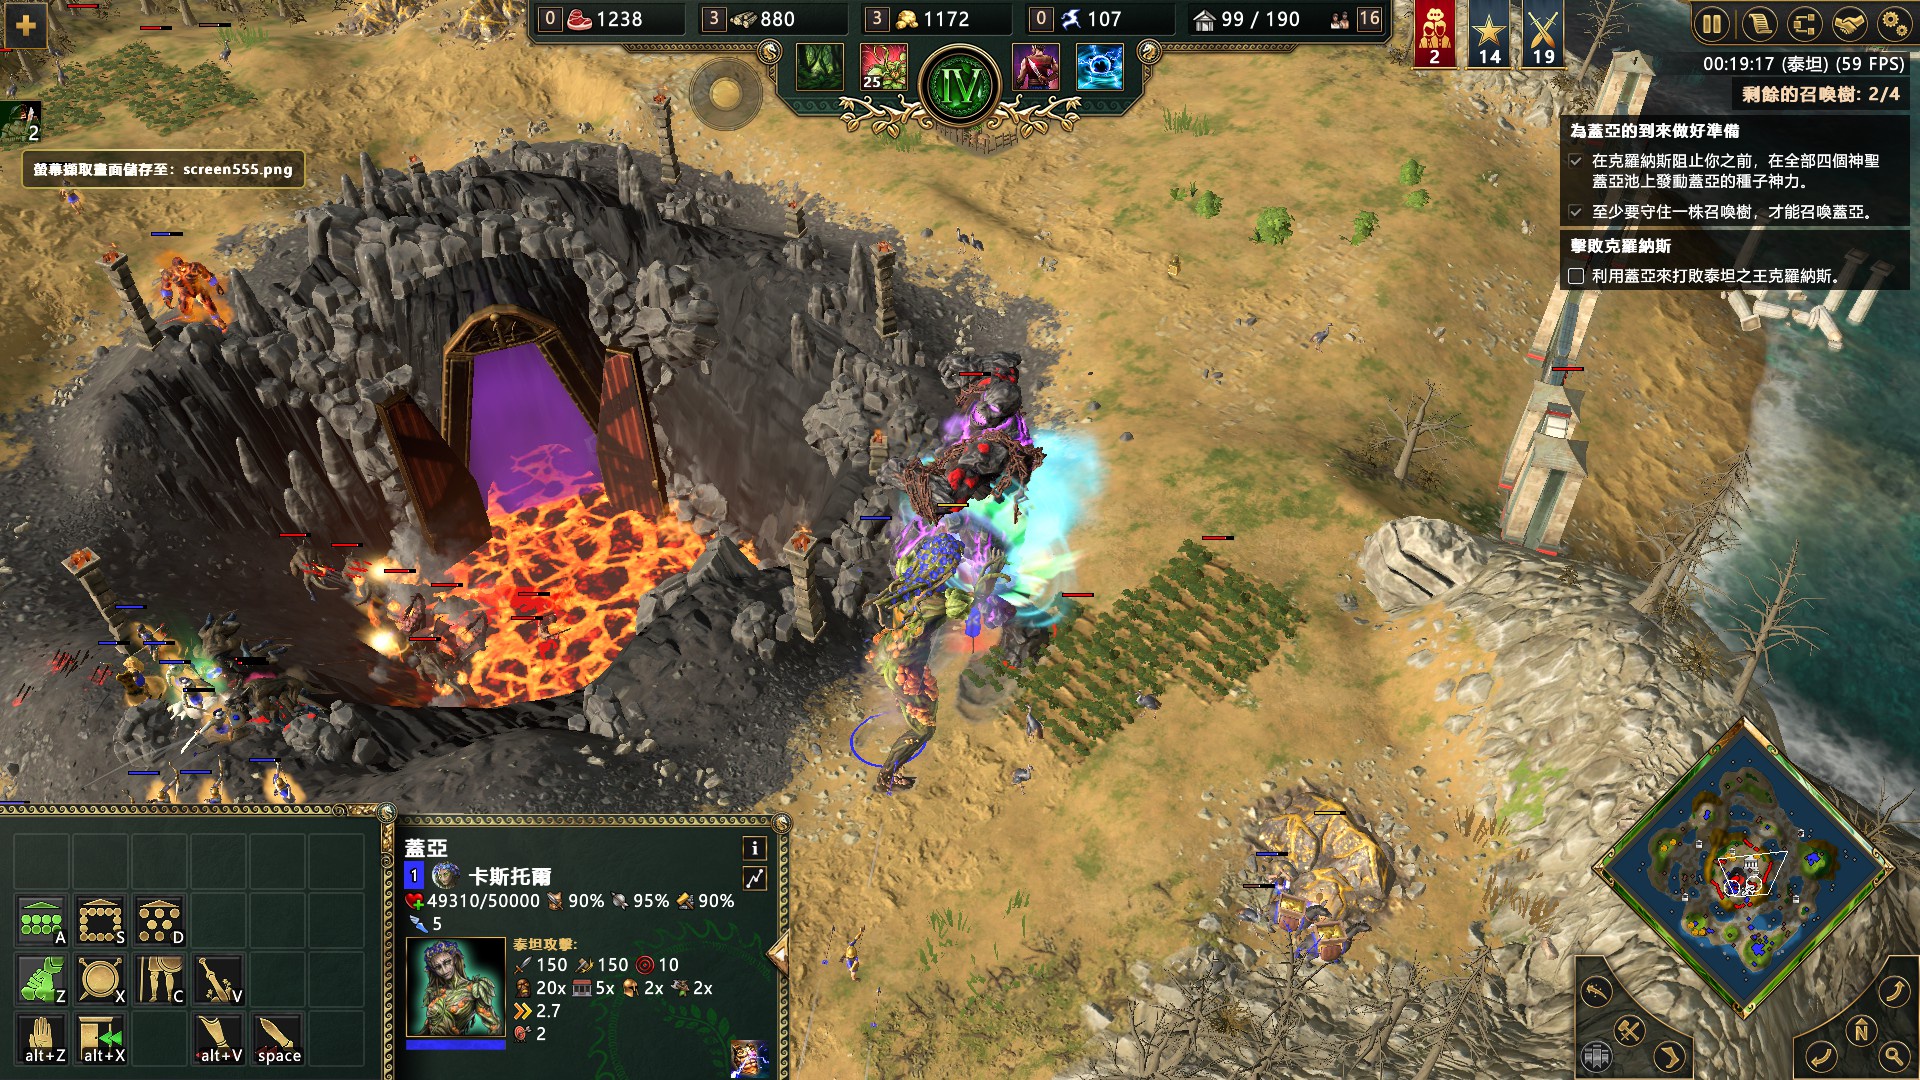 0 1238
3 880
3 1172
0 107
99 / 190
16
2
14
19
25
IV
00:19:17 (泰坦) (59 FPS)
剩餘的召喚樹: 2/4
為蓋亞的到來做好準備
在克羅納斯阻止你之前，在全部四個神聖
蓋亞池上發動蓋亞的種子神力。
至少要守住一株召喚樹，才能召喚蓋亞。
擊敗克羅納斯
利用蓋亞來打敗泰坦之王克羅納斯。
2
螢幕擷取畫面儲存至：screen555.png
A
S
D
Z
X
C
V
alt+Z
alt+X
alt+V
space
蓋亞
i
1 卡斯托爾
49310/50000 90% 95% 90%
5
泰坦攻擊:
150 150 10
20x 5x 2x 2x
2.7
2
N